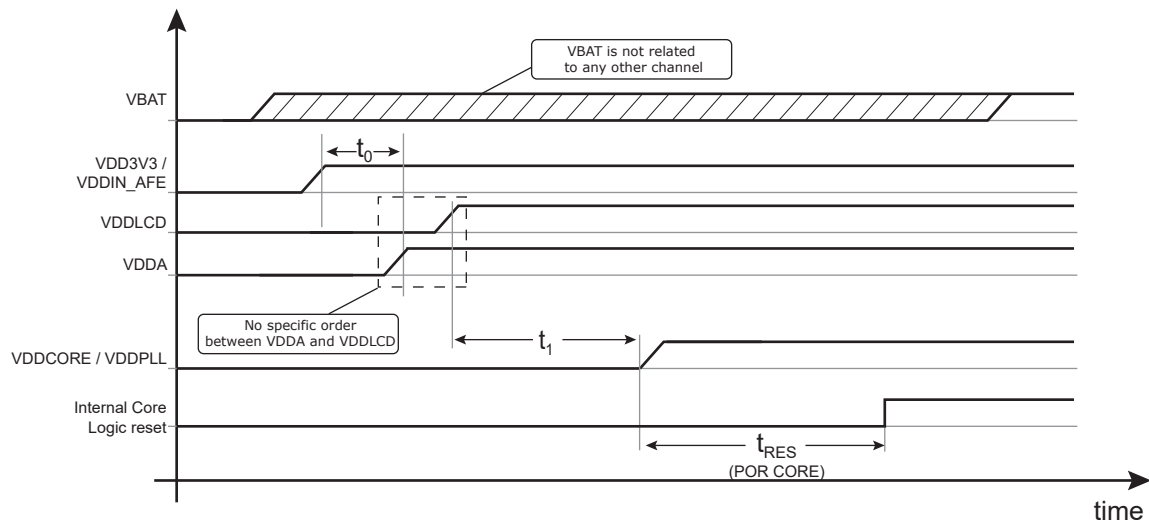 VBAT is not related
to any other channel
VBAT
t0
VDD3V3 /
VDDIN_AFE
VDDLCD
VDDA
No specific order
between VDDA and VDDLCD
t1
VDDCORE / VDDPLL
Internal Core
Logic reset
tRES
(POR CORE)
time